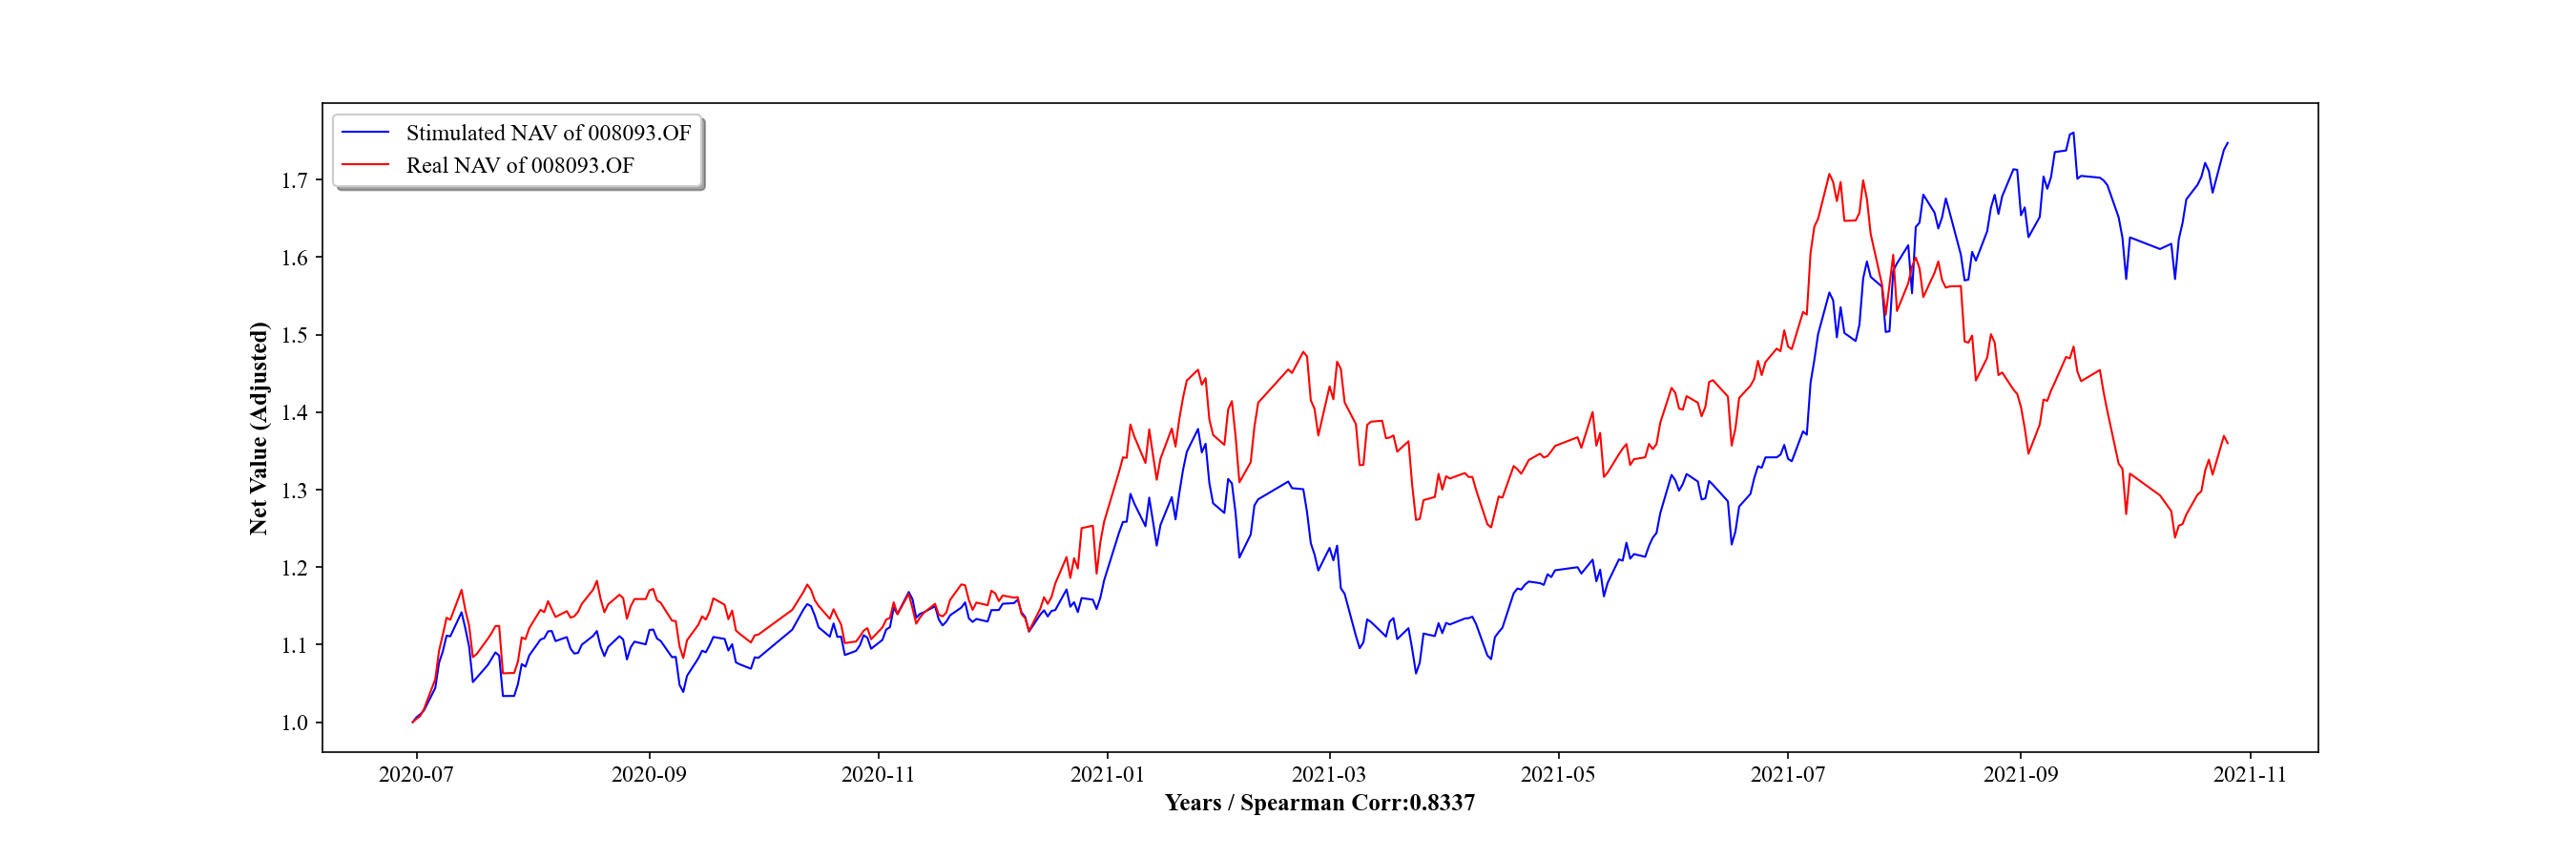 Stimulated NAV of 008093.OF
Real NAV of 008093.OF
Net Value (Adjusted)
1.7
1.6
1.5
1.4
1.3
1.2
1.1
1.0
2020-07 2020-09 2020-11 2021-01 2021-03 2021-05 2021-07 2021-09 2021-11
Years / Spearman Corr:0.8337